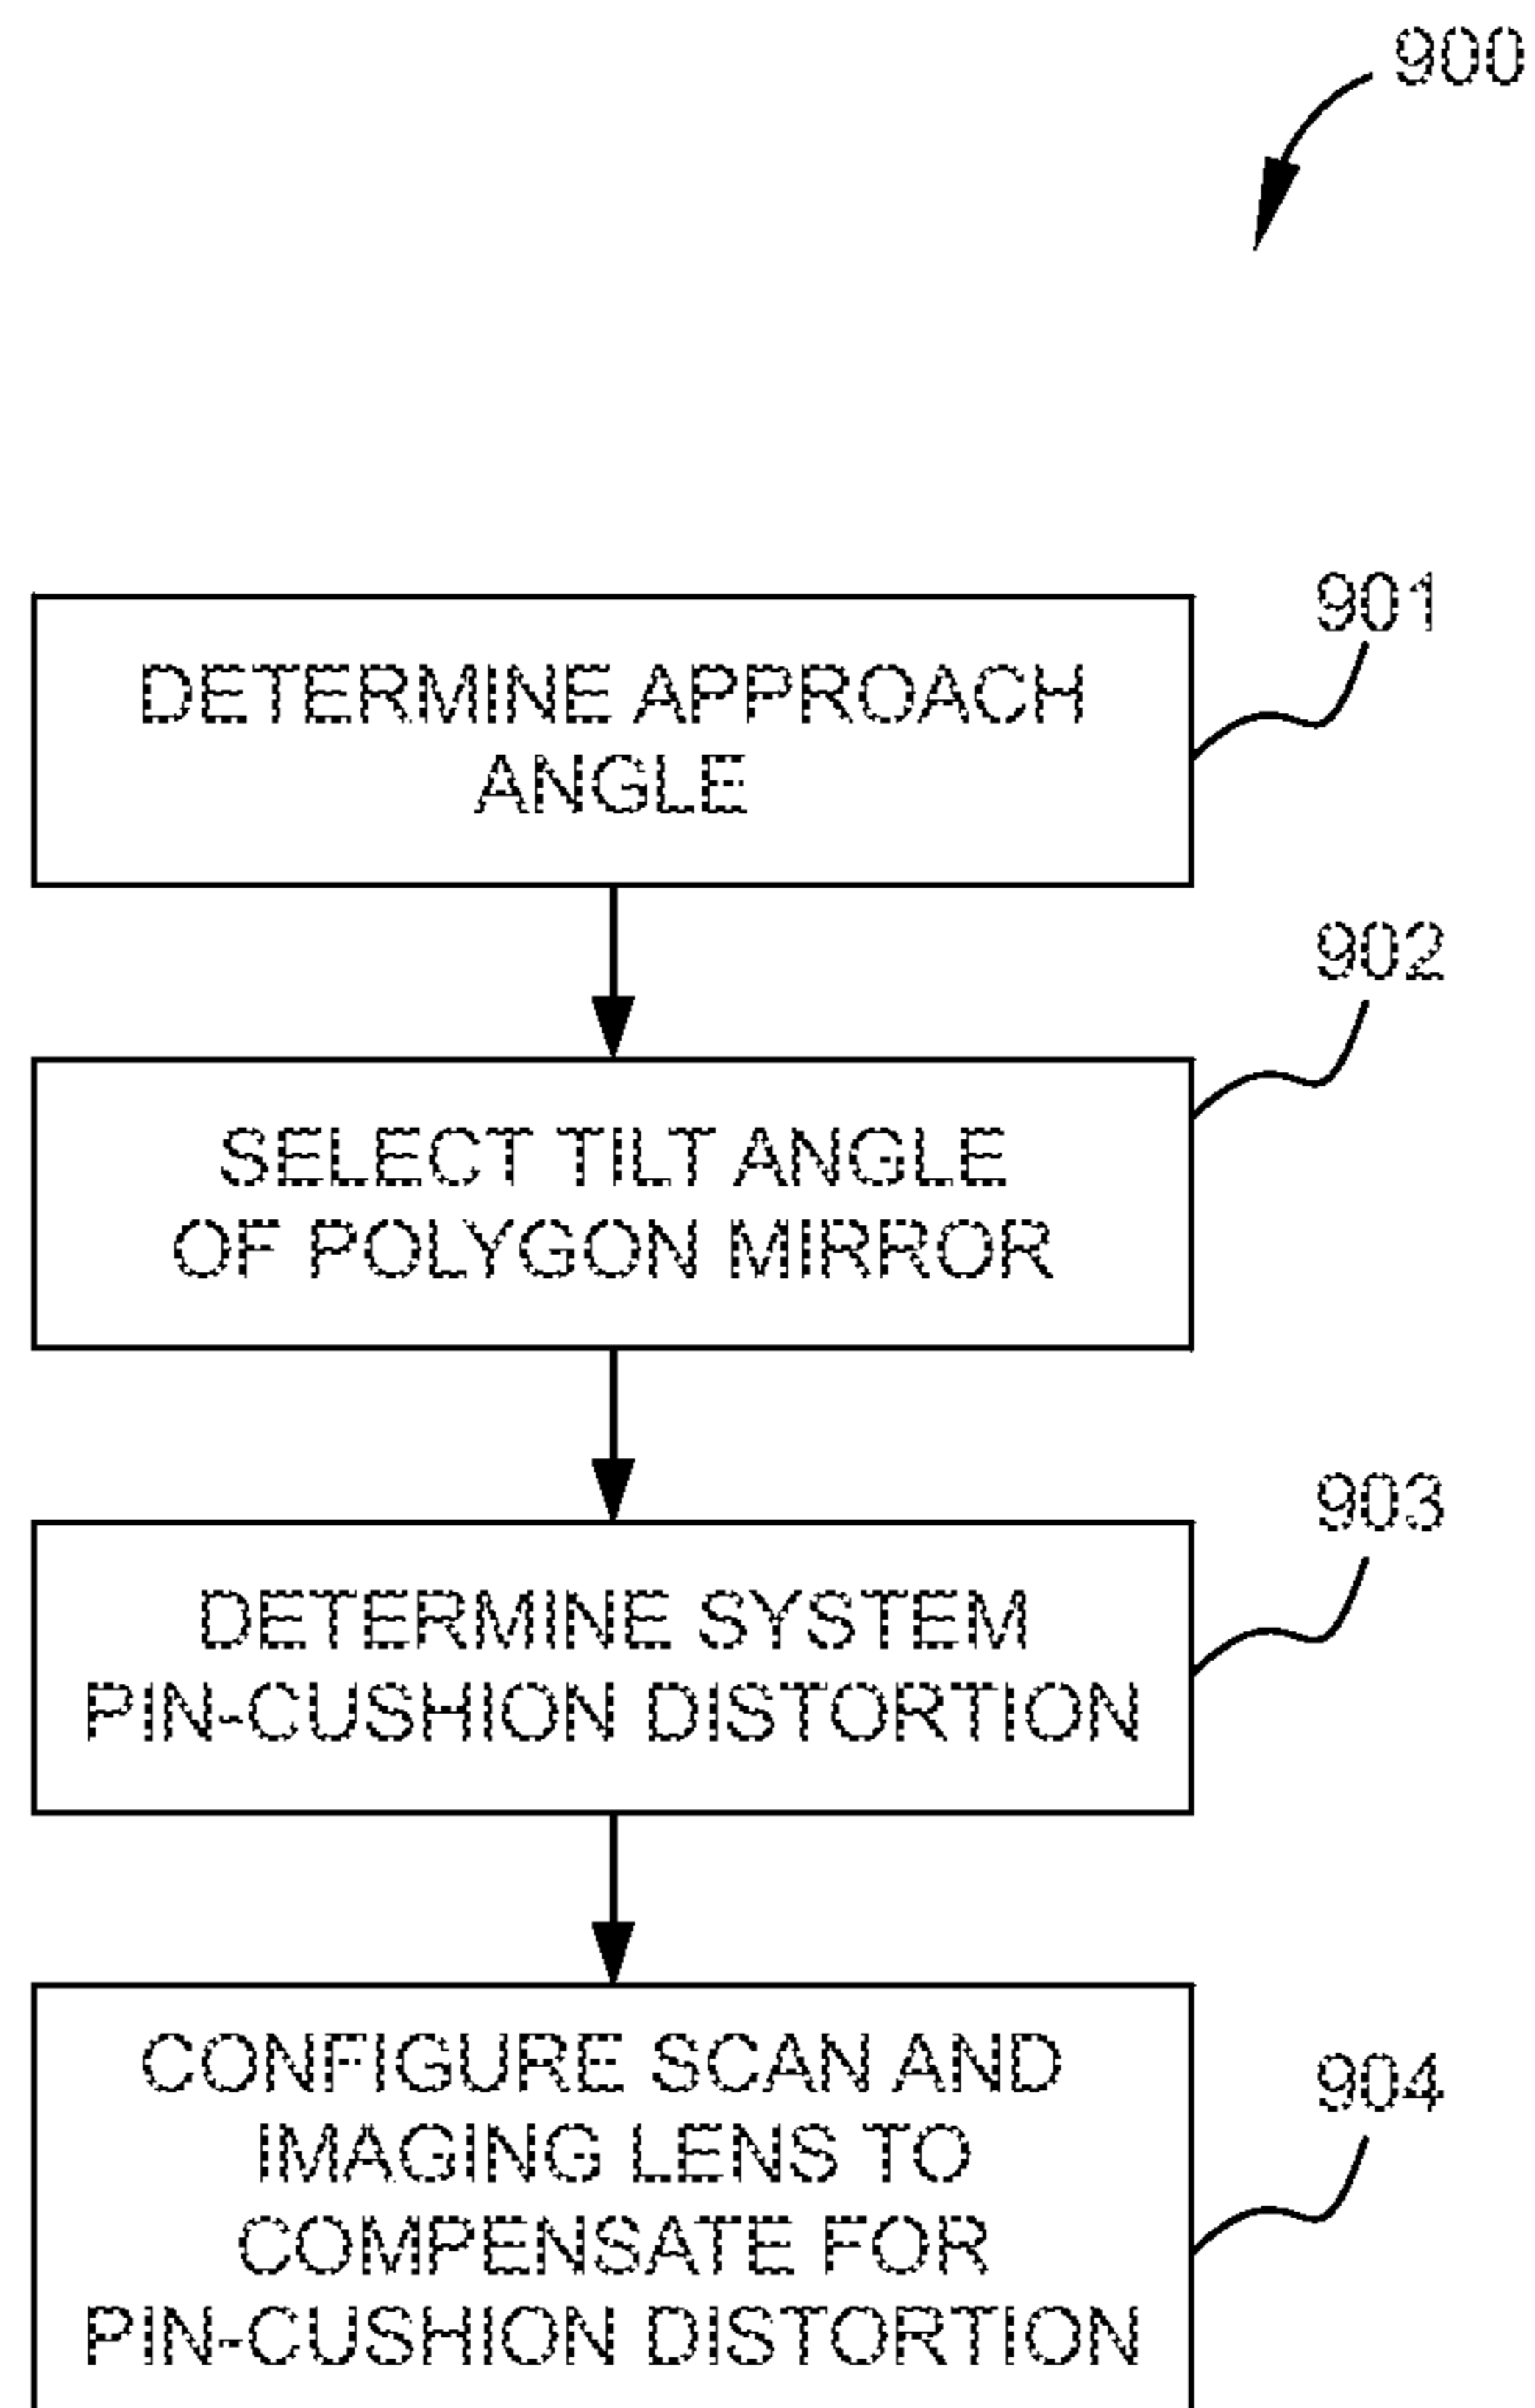 900
901
DETERMINE APPROACH
ANGLE
902
SELECT TILT ANGLE
OF POLYGON MIRROR
903
DETERMINE SYSTEM
PIN-CUSHION DISTORTION
904
CONFIGURE SCAN AND
IMAGING LENS TO
COMPENSATE FOR
PIN-CUSHION DISTORTION